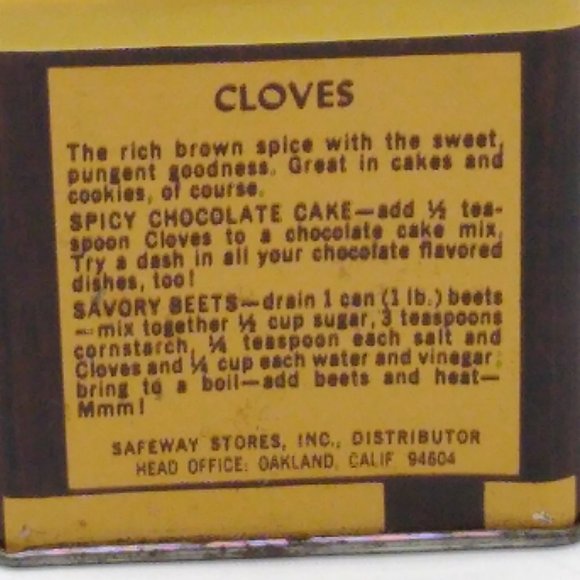 CLOVES
The rich brown spice with the sweet,
pungent goodness. Great in cakes and
cookies, of course.
SPICY CHOCOLATE CAKE—add ½ tea-
spoon Cloves to a chocolate cake mix.
Try a dash in all your chocolate flavored
dishes, too!
SAVORY BEETS—drain 1 can (1 lb.) beets
—mix together ½ cup sugar, 3 teaspoons
cornstarch, ¼ teaspoon each salt and
Cloves and ¼ cup each water and vinegar
bring to a boil—add beets and heat—
Mmm!
SAFEWAY STORES, INC., DISTRIBUTOR
HEAD OFFICE: OAKLAND, CALIF. 94604